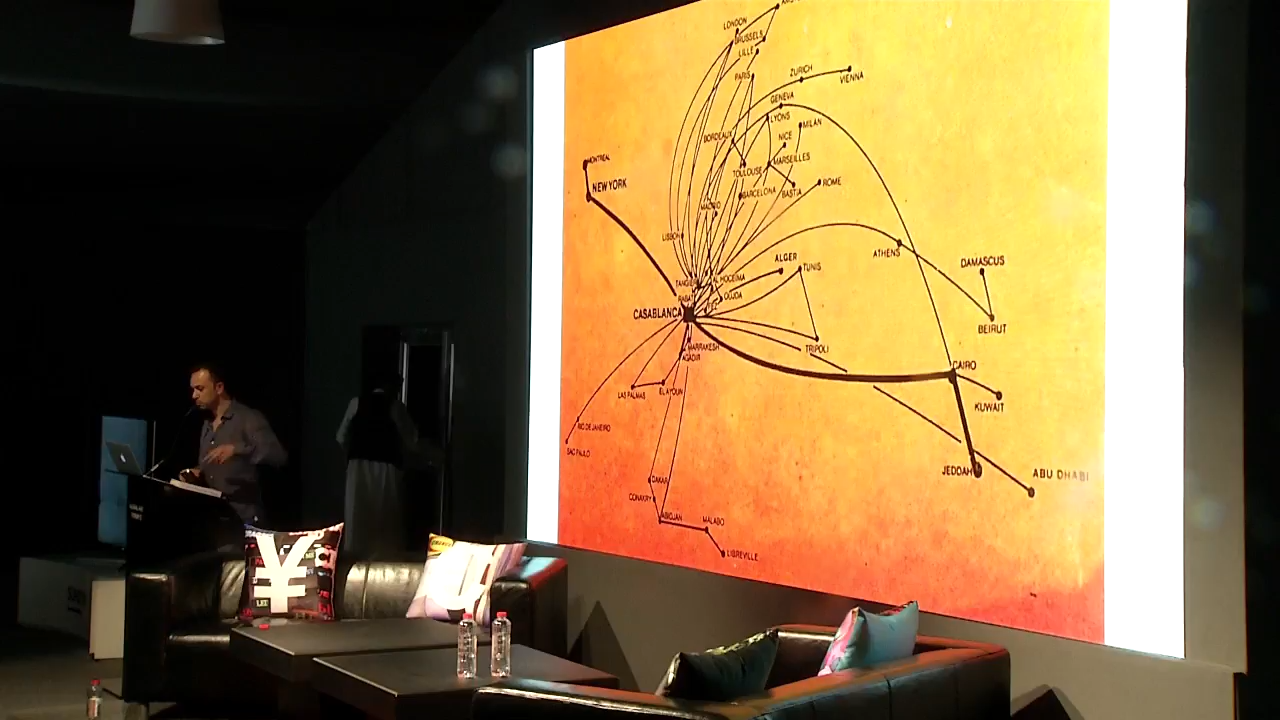 LONDON
BRUSSELS
LILLE
PARIS
ZURICH
VIENNA
GENEVA
LYONS
MILAN
BORDEAUX
NICE
MONTREAL
TOULOUSE
MARSEILLES
NEW YORK
BARCELONA
BASTIA
ROME
MADRID
LISBON
ATHENS
ALGER
TUNIS
DAMASCUS
TANGIER
AL HOCEIMA
RABAT
OUJDA
CASABLANCA
BEIRUT
MARRAKESH
AGADIR
TRIPOLI
CAIRO
LAS PALMAS
EL AYOUN
KUWAIT
RIO DE JANEIRO
SAO PAULO
JEDDAH
ABU DHABI
DAKAR
CONAKRY
ABIDJAN
MALABO
LIBREVILLE
¥